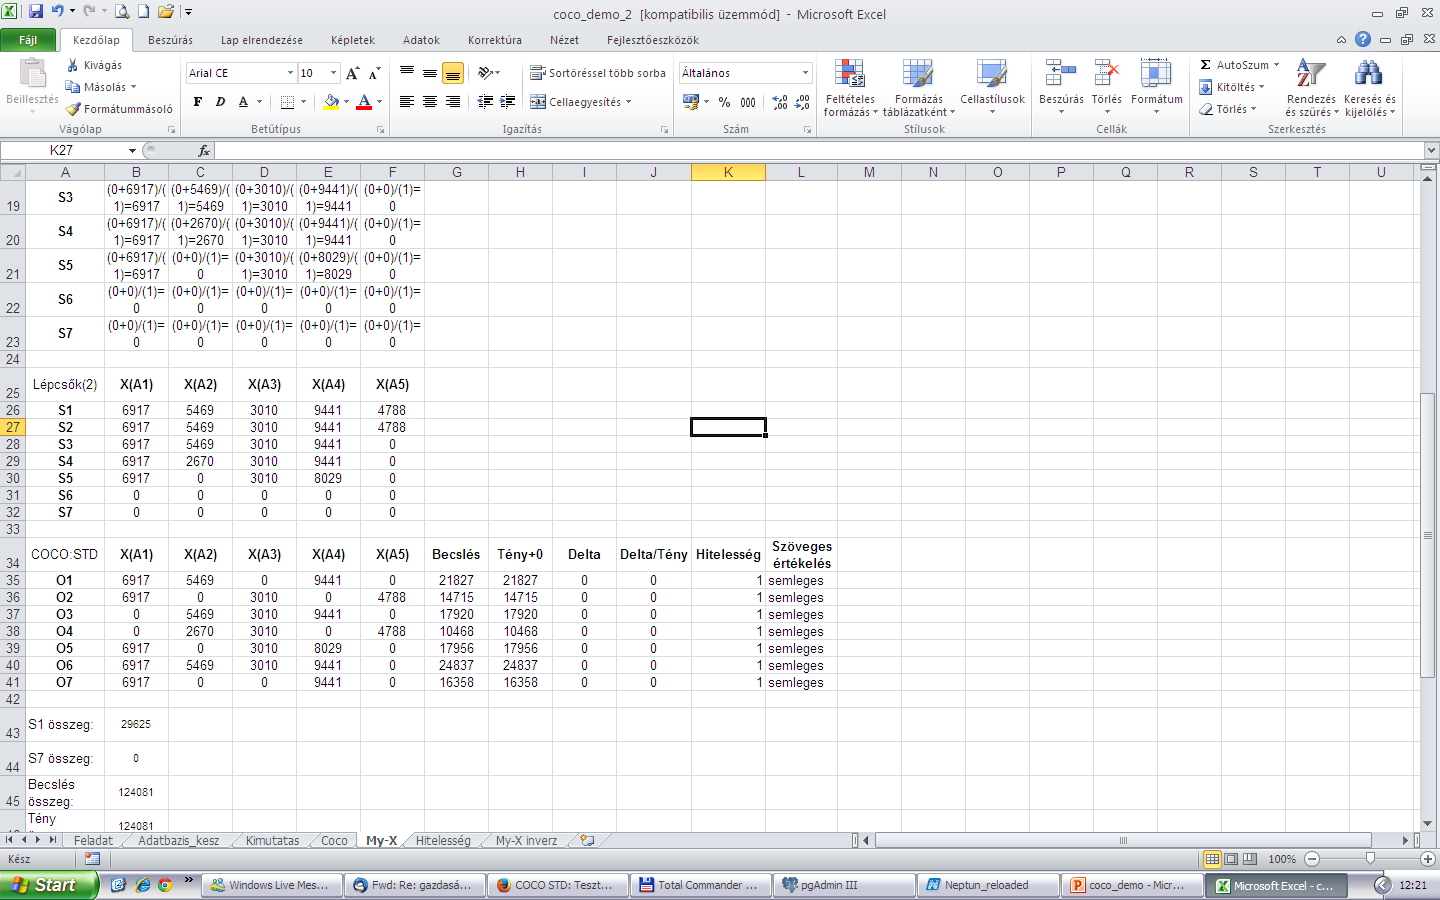 coco_demo_2 [kompatibilis üzemmód] - Microsoft Excel
Fájl Kezdőlap Beszúrás Lap elrendezése Képletek Adatok Korrektúra Nézet Fejlesztőeszközök
Beillesztés
Kivágás
Másolás
Formátummásoló
Vágólap
Arial CE 10
F D A A
Betűtípus
Sortöréssel több sorba
Cellaegyesítés
Igazítás
Általános
% 000
Szám
Feltételes formázás
Formázás táblázatként
Cellastílusok
Stílusok
Beszúrás Törlés Formátum
Cellák
Σ AutoSzum
Kitöltés
Törlés
Rendezés és szűrés
Keresés és kijelölés
Szerkesztés
K27 fx
A B C D E F G H I J K L M N O P Q R S T U
19 S3 (0+6917)/(1)=6917 (0+5469)/(1)=5469 (0+3010)/(1)=3010 (0+9441)/(1)=9441 (0+0)/(1)=0
20 S4 (0+6917)/(1)=6917 (0+2670)/(1)=2670 (0+3010)/(1)=3010 (0+9441)/(1)=9441 (0+0)/(1)=0
21 S5 (0+6917)/(1)=6917 (0+0)/(1)=0 (0+3010)/(1)=3010 (0+8029)/(1)=8029 (0+0)/(1)=0
22 S6 (0+0)/(1)=0 (0+0)/(1)=0 (0+0)/(1)=0 (0+0)/(1)=0 (0+0)/(1)=0
23 S7 (0+0)/(1)=0 (0+0)/(1)=0 (0+0)/(1)=0 (0+0)/(1)=0 (0+0)/(1)=0
24
25 Lépcsők(2) X(A1) X(A2) X(A3) X(A4) X(A5)
26 S1 6917 5469 3010 9441 4788
27 S2 6917 5469 3010 9441 4788
28 S3 6917 5469 3010 9441 0
29 S4 6917 2670 3010 9441 0
30 S5 6917 0 3010 8029 0
31 S6 0 0 0 0 0
32 S7 0 0 0 0 0
33
34 COCO:STD X(A1) X(A2) X(A3) X(A4) X(A5) Becslés Tény+0 Delta Delta/Tény Hitelesség Szöveges értékelés
35 O1 6917 5469 0 9441 0 21827 21827 0 0 1 semleges
36 O2 6917 0 3010 0 4788 14715 14715 0 0 1 semleges
37 O3 0 5469 3010 9441 0 17920 17920 0 0 1 semleges
38 O4 0 2670 3010 0 4788 10468 10468 0 0 1 semleges
39 O5 6917 0 3010 8029 0 17956 17956 0 0 1 semleges
40 O6 6917 5469 3010 9441 0 24837 24837 0 0 1 semleges
41 O7 6917 0 0 9441 0 16358 16358 0 0 1 semleges
42
43 S1 összeg: 29625
44 S7 összeg: 0
45 Becslés összeg: 124081
Tény 124081
Feladat Adatbazis_kesz Kimutatas Coco My-X Hitelesség My-X inverz
Kész 100%
Start Windows Live Mes... Fwd: Re: gazdasá... COCO STD: Teszt... Total Commander ... pgAdmin III Neptun_reloaded coco_demo - Micr... Microsoft Excel - c... 12:21